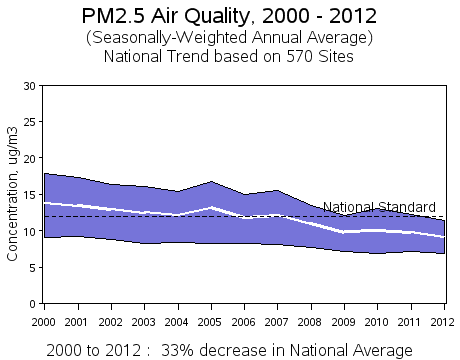 PM2.5 Air Quality, 2000 - 2012
(Seasonally-Weighted Annual Average)
National Trend based on 570 Sites
Concentration, ug/m3
30
25
20
15
10
5
0
National Standard
2000 2001 2002 2003 2004 2005 2006 2007 2008 2009 2010 2011 2012
2000 to 2012 : 33% decrease in National Average